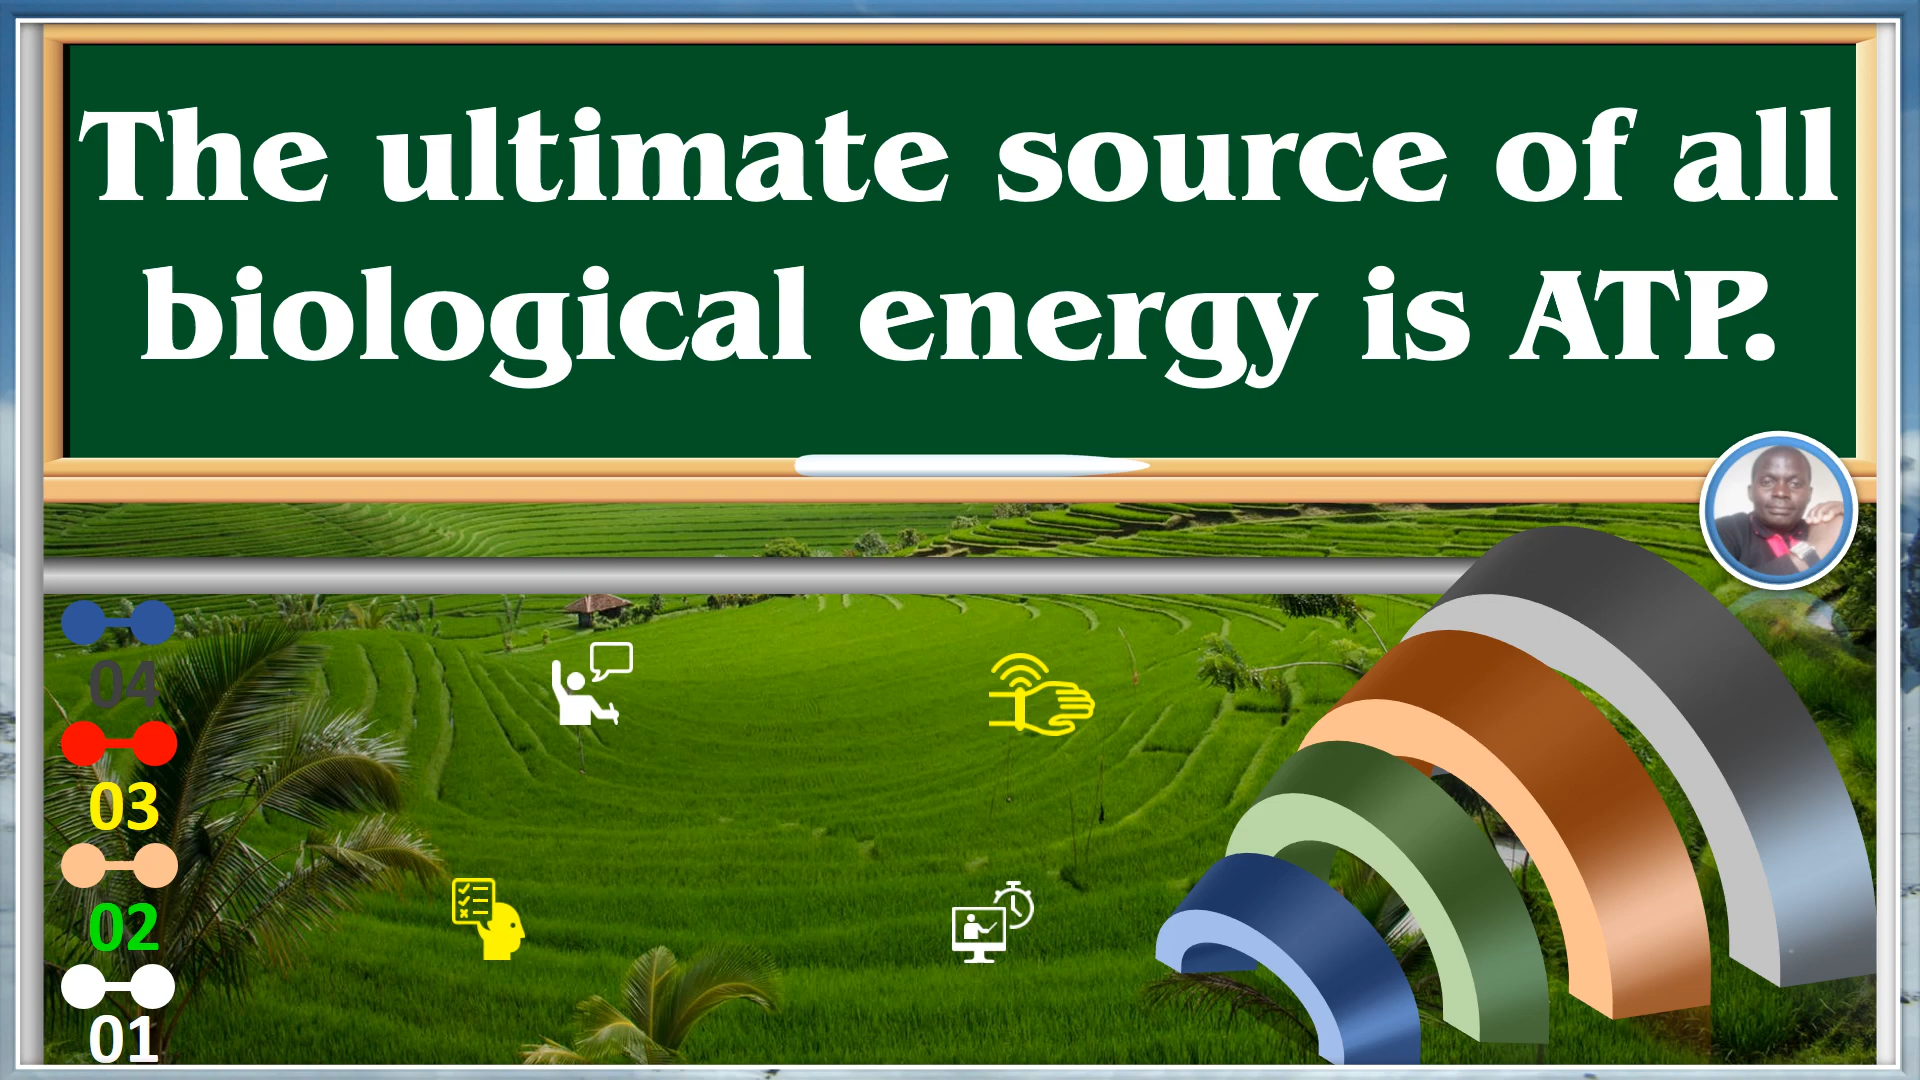 The ultimate source of all
biological energy is ATP.
04
03
02
01